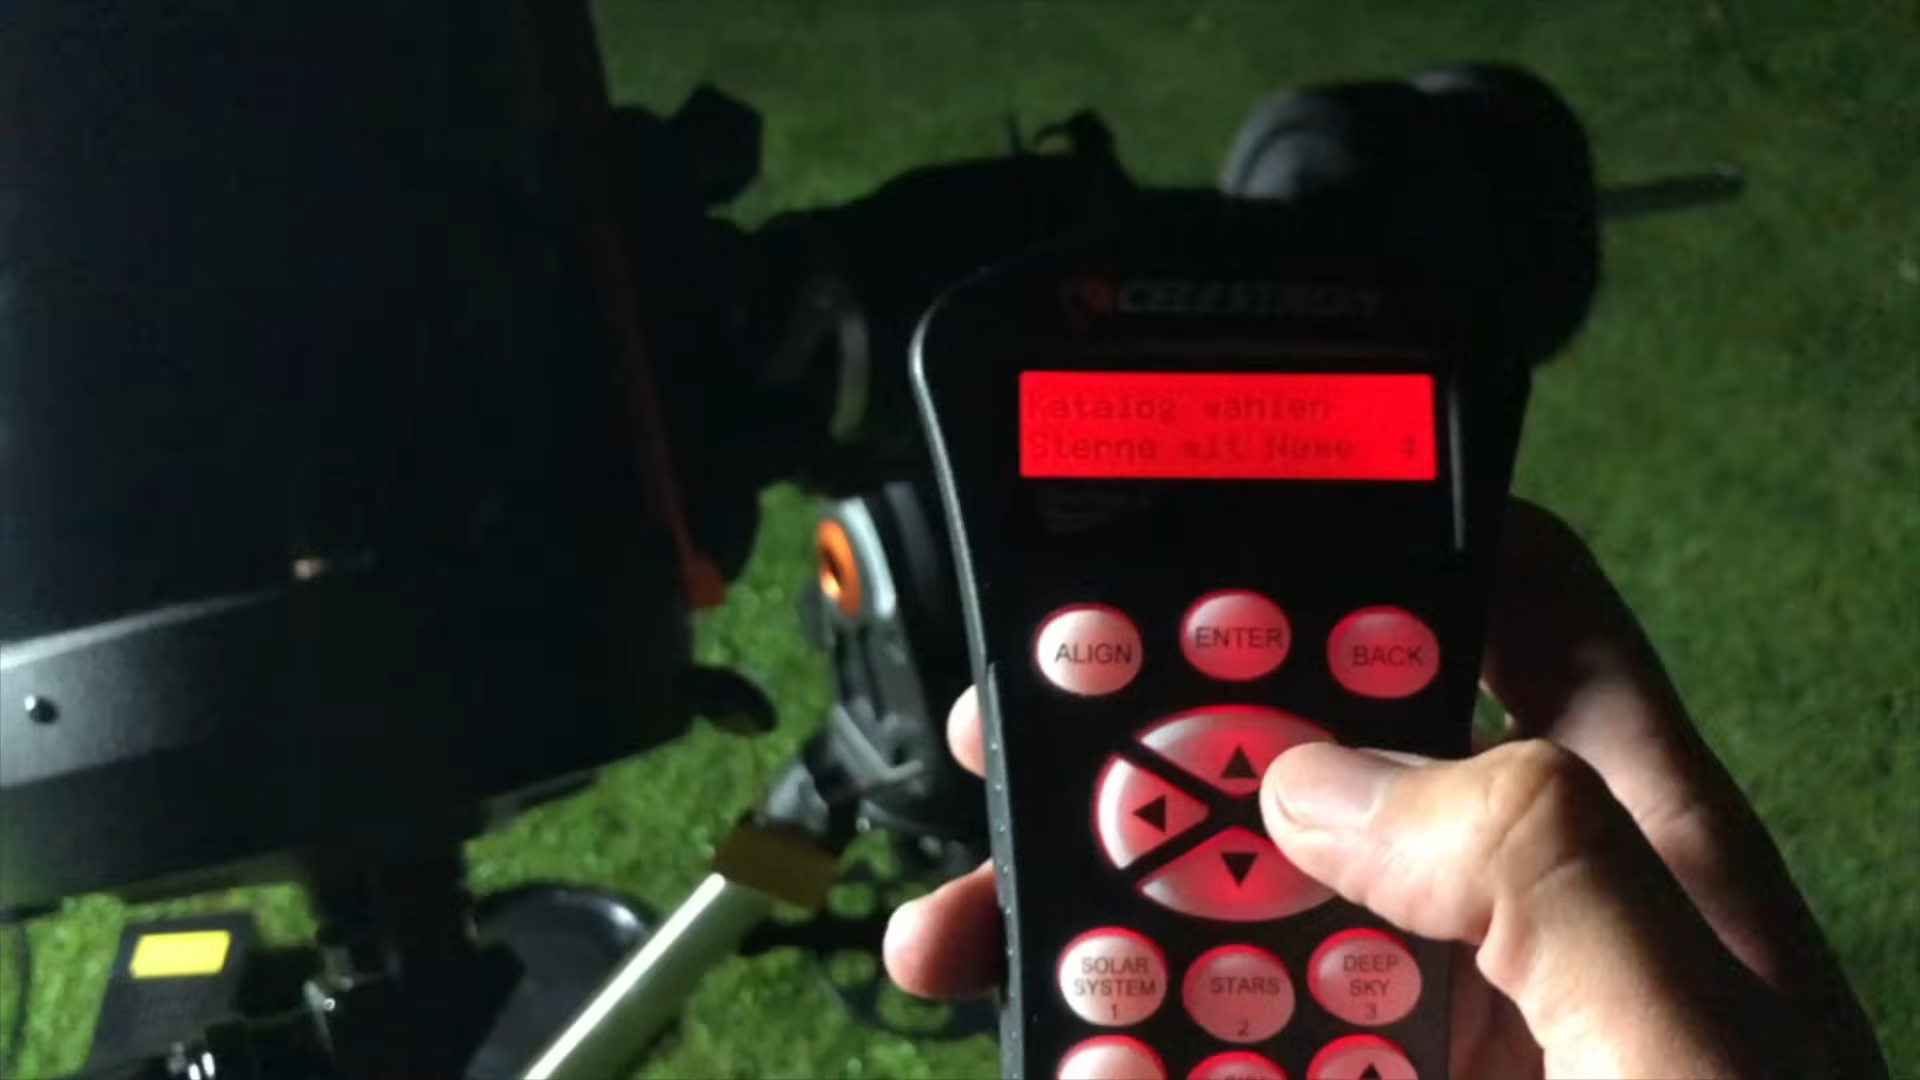 CELESTRON
Katalog wählen
Sterne mit Name
ALIGN
ENTER
BACK
SOLAR SYSTEM 1
STARS 2
DEEP SKY 3